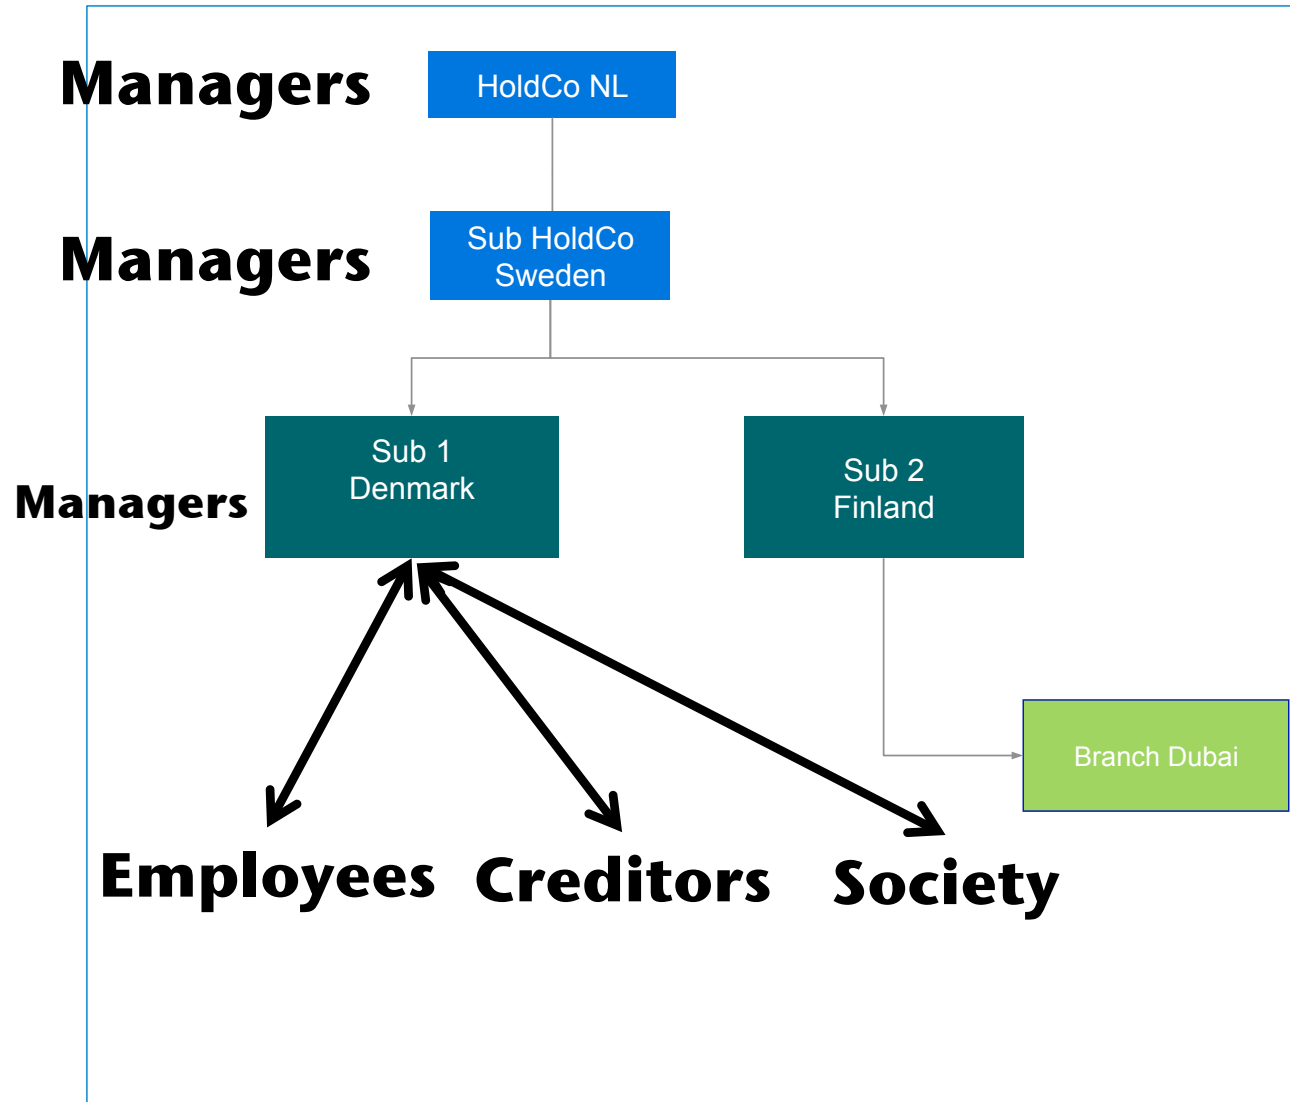 Managers
HoldCo NL
Managers
Sub HoldCo
Sweden
Managers
Sub 1
Denmark
Sub 2
Finland
Branch Dubai
Employees
Creditors
Society